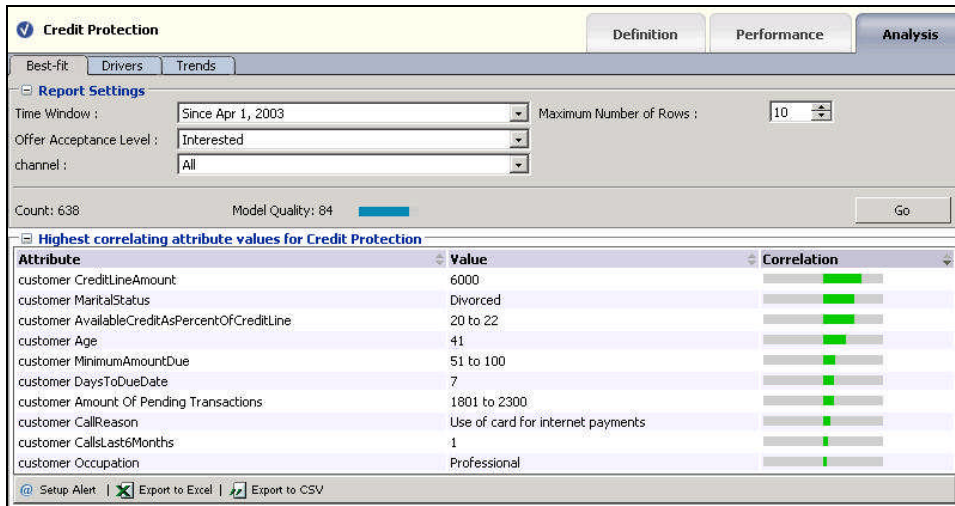 Credit Protection
Definition Performance Analysis
Best-fit Drivers Trends
Report Settings
Time Window : Since Apr 1, 2003 Maximum Number of Rows : 10
Offer Acceptance Level : Interested
channel : All
Count: 638 Model Quality: 84 Go
Highest correlating attribute values for Credit Protection
Attribute Value Correlation
customer CreditLineAmount 6000
customer MaritalStatus Divorced
customer AvailableCreditAsPercentOfCreditLine 20 to 22
customer Age 41
customer MinimumAmountDue 51 to 100
customer DaysToDueDate 7
customer Amount Of Pending Transactions 1801 to 2300
customer CallReason Use of card for internet payments
customer CallsLast6Months 1
customer Occupation Professional
@ Setup Alert | Export to Excel | Export to CSV